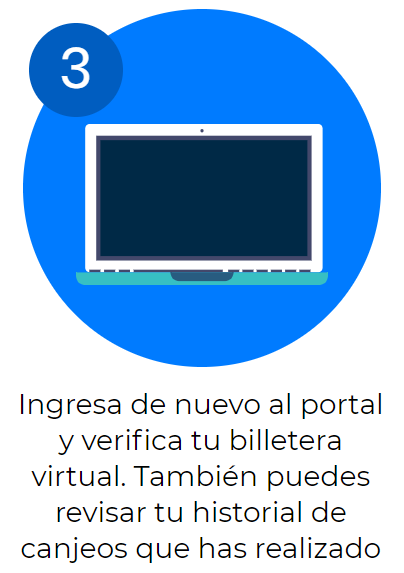 3
Ingresa de nuevo al portal
y verifica tu billetera
virtual. También puedes
revisar tu historial de
canjeos que has realizado